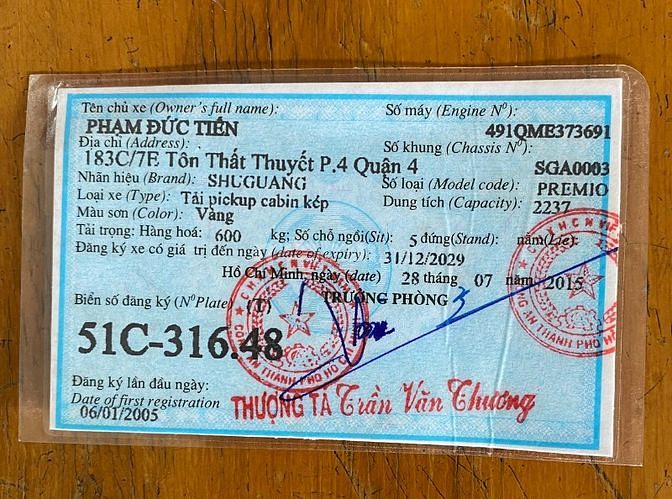 Tên chủ xe (Owner's full name):
PHẠM ĐỨC TIẾN
Địa chỉ (Address):
183C/7E Tôn Thất Thuyết P.4 Quận 4
Nhãn hiệu (Brand): SHUGUANG
Loại xe (Type): Tải pickup cabin kép
Màu sơn (Color): Vàng
Số máy (Engine N⁰):
491QME373691
Số khung (Chassis N⁰):
SGA0003
Số loại (Model code): PREMIO
Dung tích (Capacity): 2237
Tải trọng: Hàng hoá: 600 kg; Số chỗ ngồi(Sit): 5 đứng(Stand): nằm(Lie):
Đăng ký xe có giá trị đến ngày (date of expiry): 31/12/2029
Hồ Chí Minh, ngày (date) 28 tháng 07 năm 2015
Biển số đăng ký (N⁰Plate) (T) TRƯỞNG PHÒNG
51C-316.48
Đăng ký lần đầu ngày:
Date of first registration
06/01/2005
THƯỢNG TÁ Trần Văn Thương